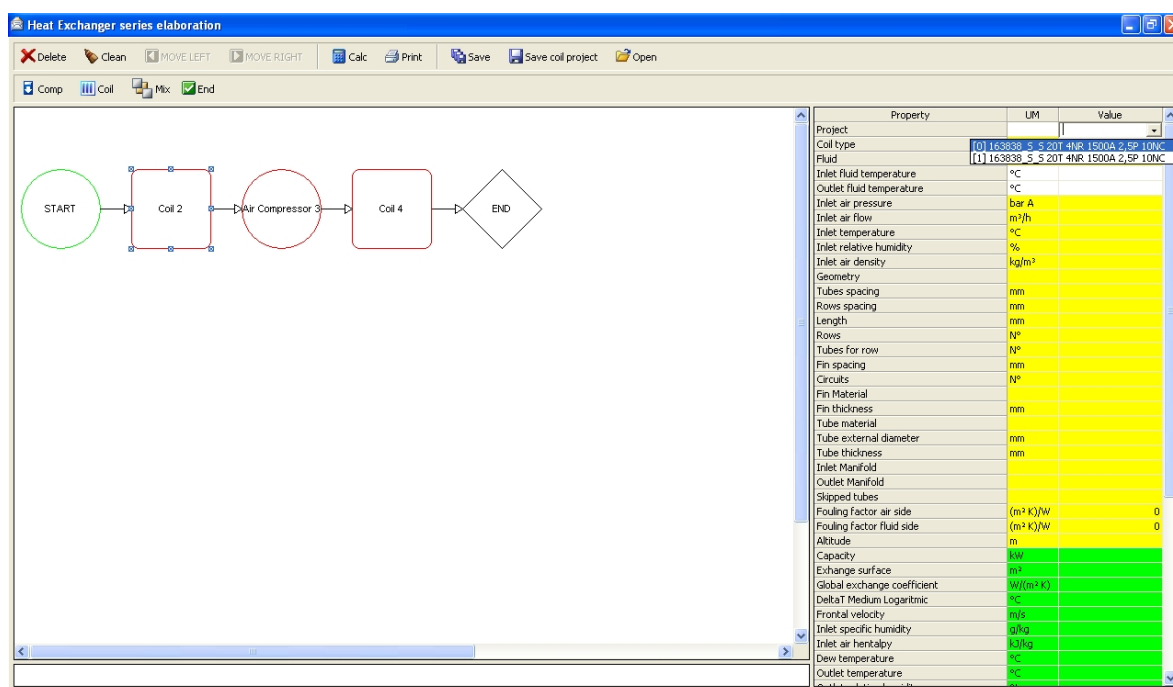 Heat Exchanger series elaboration
Delete Clean MOVE LEFT MOVE RIGHT Calc Print Save Save coil project Open
Comp Coil Mix End
START Coil 2 Air Compressor 3 Coil 4 END
Property UM Value
Project
Coil type [0] 163838_S_S 20T 4NR 1500A 2,5P 10NC
Fluid [1] 163838_S_S 20T 4NR 1500A 2,5P 10NC
Inlet fluid temperature °C
Outlet fluid temperature °C
Inlet air pressure bar A
Inlet air flow m³/h
Inlet temperature °C
Inlet relative humidity %
Inlet air density kg/m³
Geometry
Tubes spacing mm
Rows spacing mm
Length mm
Rows N°
Tubes for row N°
Fin spacing mm
Circuits N°
Fin Material
Fin thickness mm
Tube material
Tube external diameter mm
Tube thickness mm
Inlet Manifold
Outlet Manifold
Skipped tubes
Fouling factor air side (m² K)/W 0
Fouling factor fluid side (m² K)/W 0
Altitude m
Capacity kW
Exhange surface m²
Global exchange coefficient W/(m² K)
DeltaT Medium Logaritmic °C
Frontal velocity m/s
Inlet specific humidity g/kg
Inlet air hentalpy kJ/kg
Dew temperature °C
Outlet temperature °C